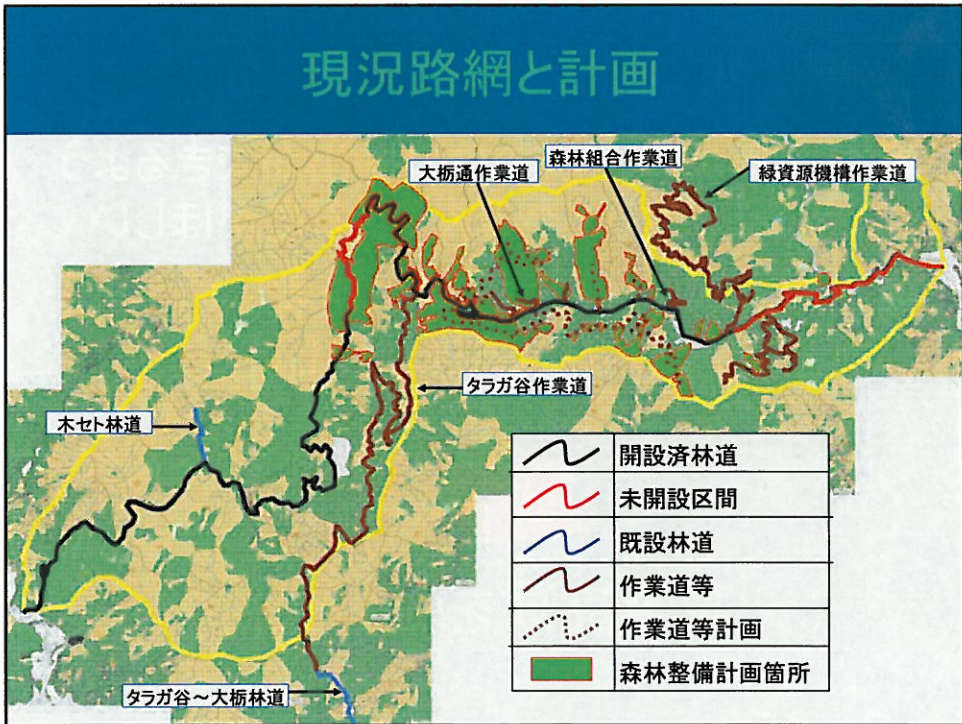 現況路網と計画
大栃通作業道
森林組合作業道
緑資源機構作業道
タラガ谷作業道
木セト林道
タラガ谷～大栃林道
開設済林道
未開設区間
既設林道
作業道等
作業道等計画
森林整備計画箇所